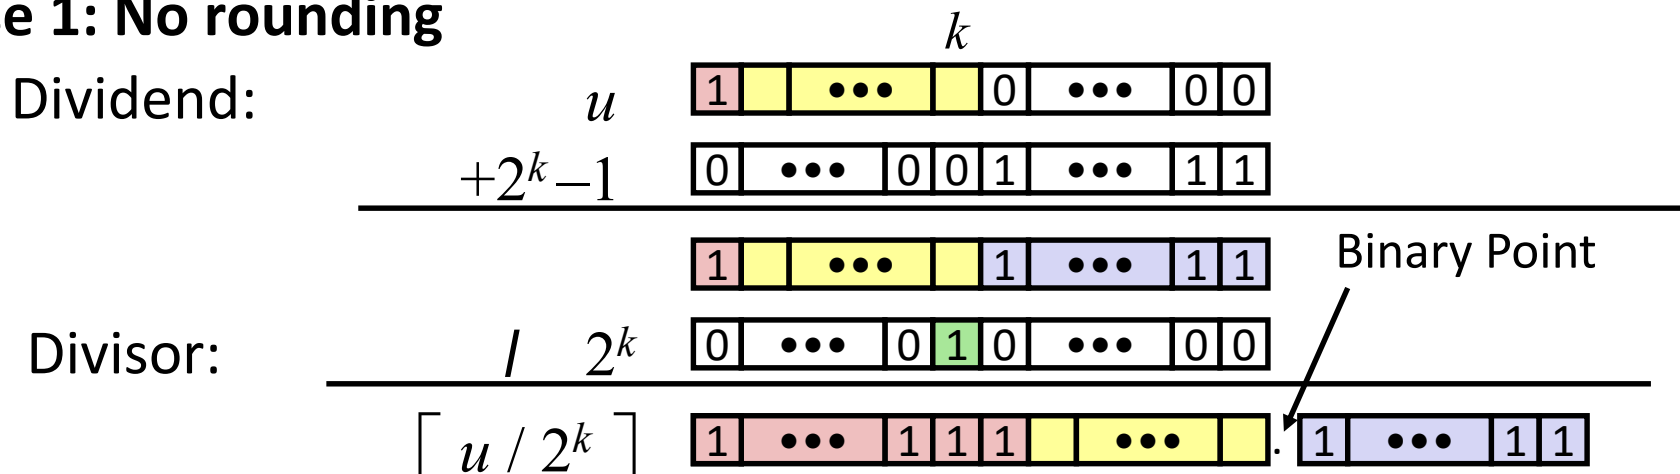 e 1: No rounding
k
Dividend: u 1 ••• 0 ••• 0 0
+2ᵏ –1 0 ••• 0 0 1 ••• 1 1
1 ••• 1 ••• 1 1
Binary Point
Divisor: / 2ᵏ 0 ••• 0 1 0 ••• 0 0
⌈ u / 2ᵏ ⌉ 1 ••• 1 1 1 ••• . 1 ••• 1 1